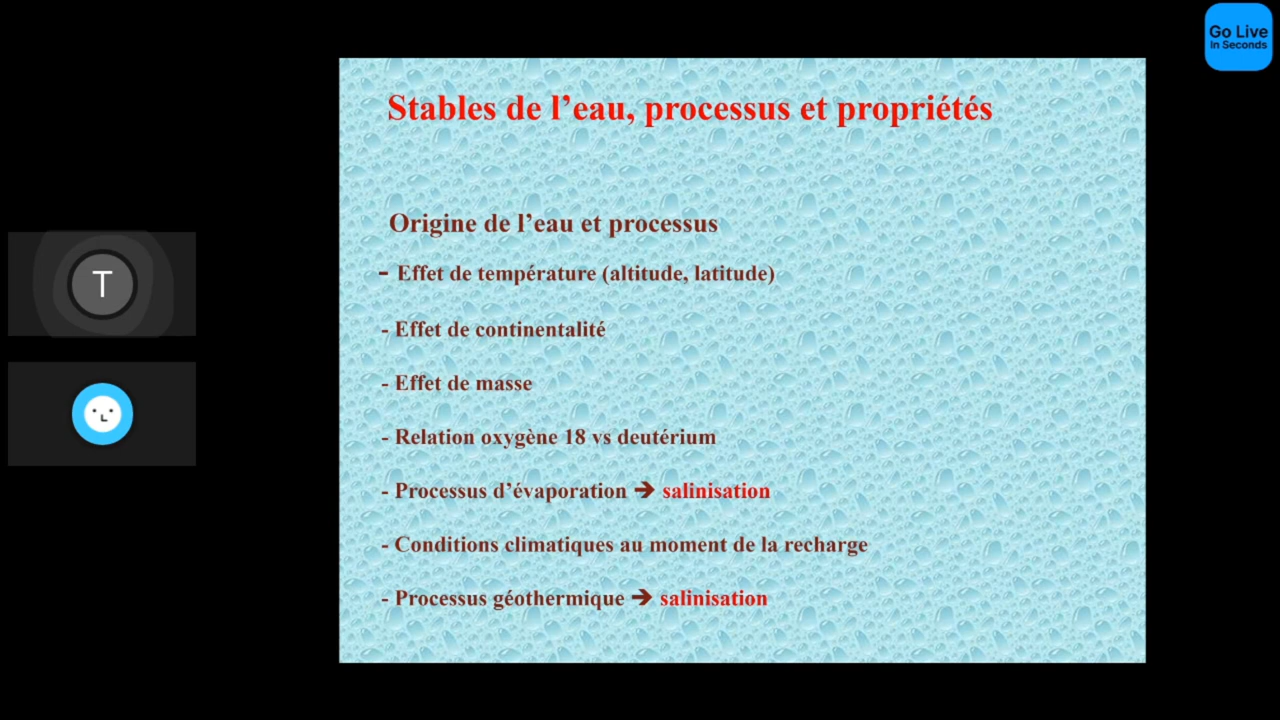 Go Live
In Seconds
Stables de l’eau, processus et propriétés
Origine de l’eau et processus
- Effet de température (altitude, latitude)
- Effet de continentalité
- Effet de masse
- Relation oxygène 18 vs deutérium
- Processus d’évaporation ➔ salinisation
- Conditions climatiques au moment de la recharge
- Processus géothermique ➔ salinisation
T